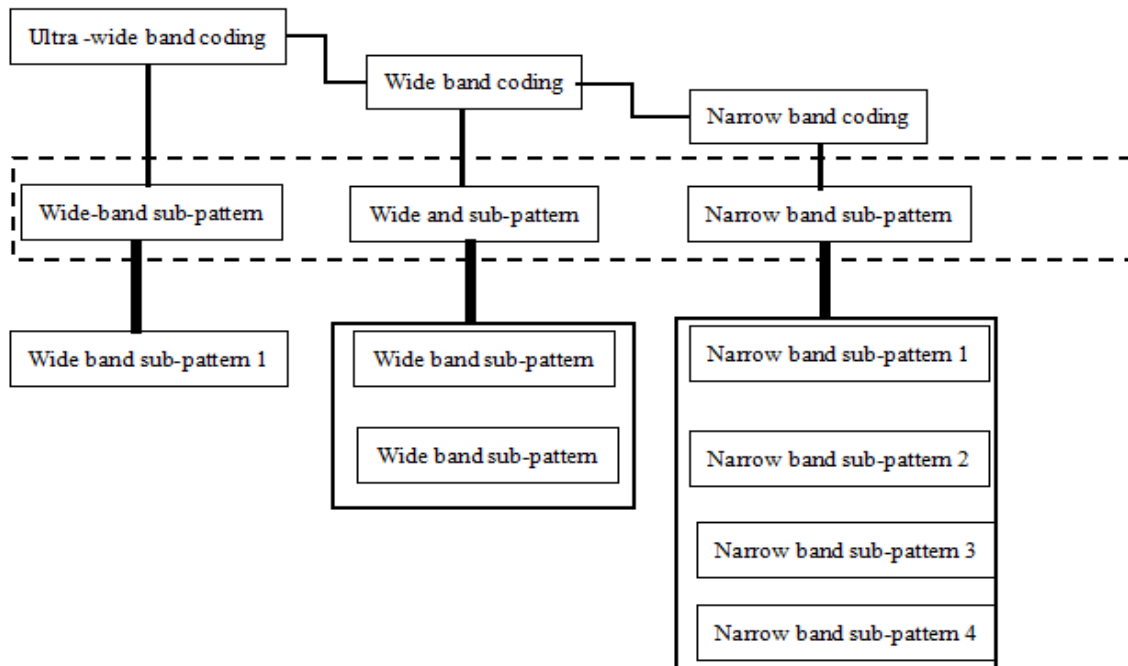 Ultra -wide band coding
Wide band coding
Narrow band coding
Wide-band sub-pattern
Wide and sub-pattern
Narrow band sub-pattern
Wide band sub-pattern 1
Wide band sub-pattern
Narrow band sub-pattern 1
Wide band sub-pattern
Narrow band sub-pattern 2
Narrow band sub-pattern 3
Narrow band sub-pattern 4